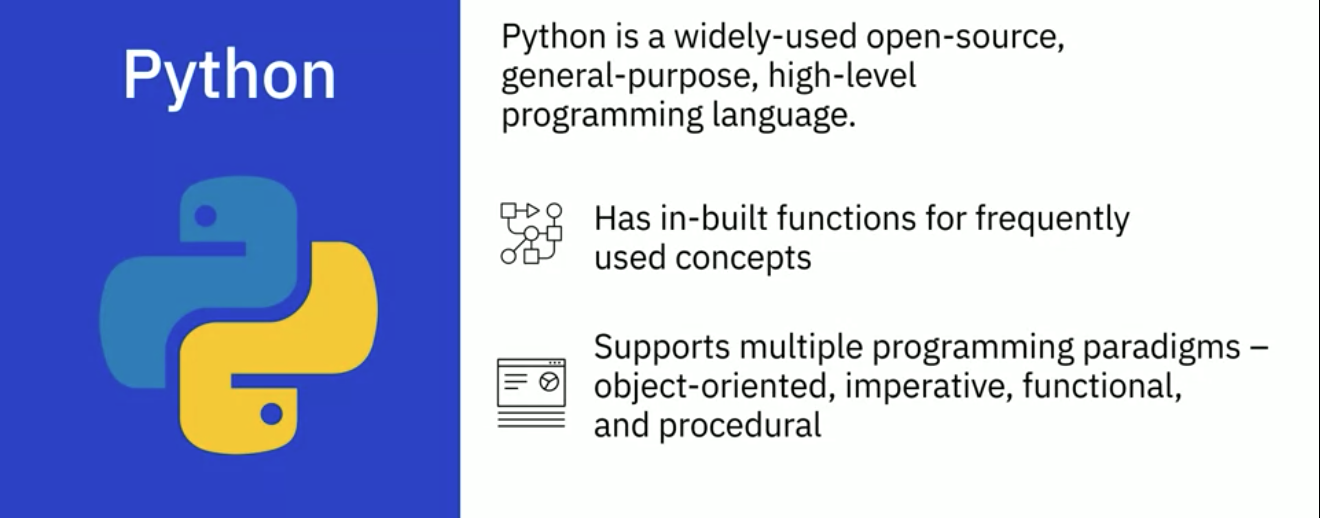 Python
Python is a widely-used open-source,
general-purpose, high-level
programming language.
Has in-built functions for frequently
used concepts
Supports multiple programming paradigms –
object-oriented, imperative, functional,
and procedural